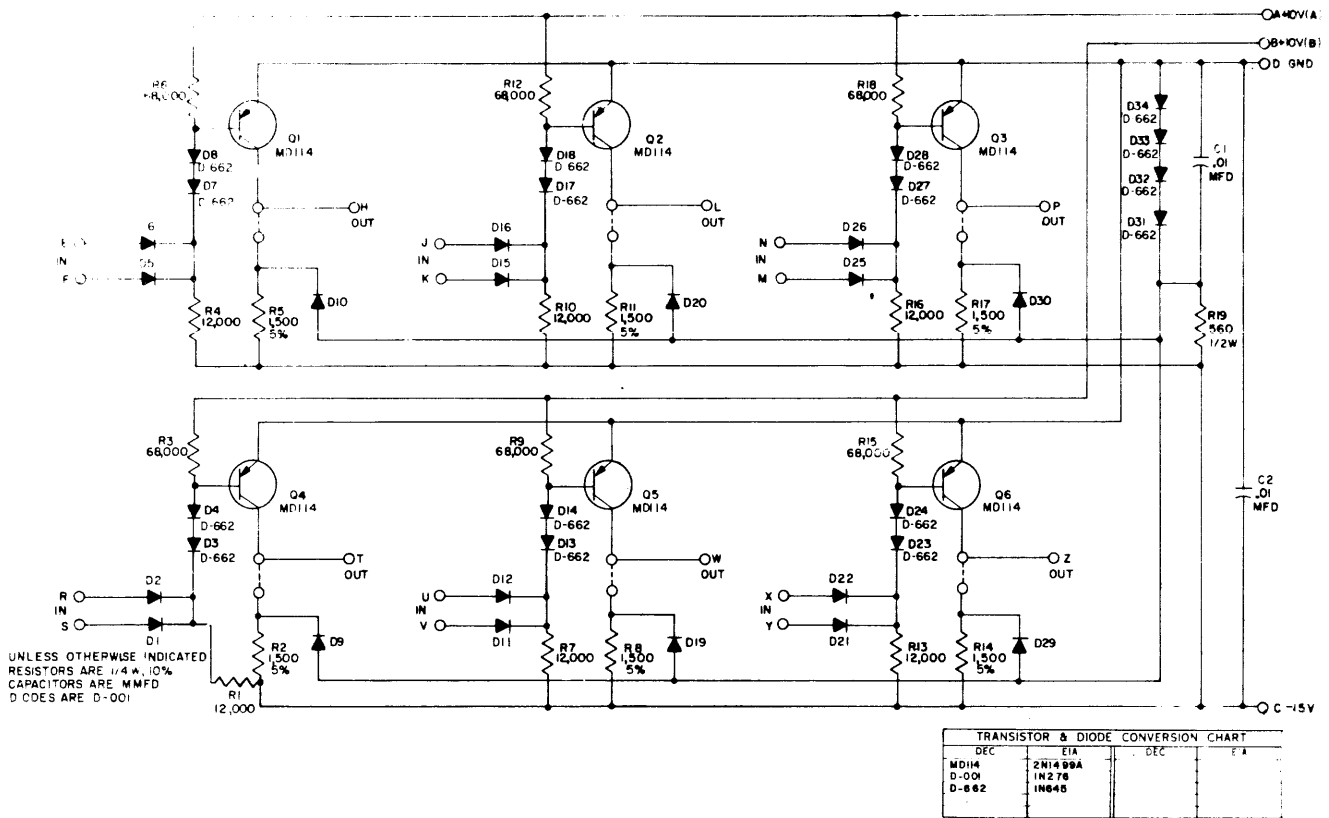 A+10V(A)
B+10V(B)
D GND
R6
68,000
Q1
MD114
D8
D-662
D7
D-662
H
OUT
6
IN
F
D5
R4
12,000
R5
1,500
5%
D10
R12
68,000
Q2
MD114
D18
D-662
D17
L
OUT
J
IN
K
D16
D15
R10
12,000
R11
1,500
5%
D20
R18
68,000
Q3
MD114
D28
D-662
D27
P
OUT
N
IN
M
D26
D25
R16
12,000
R17
1,500
5%
D30
D34
D-662
D33
D-662
D32
D-662
D31
D-662
C1
.01
MFD
R19
560
1/2W
R3
68,000
Q4
MD114
D4
D-662
D3
D-662
T
OUT
R
IN
S
D2
D1
R2
1,500
5%
D9
R1
12,000
R9
68,000
Q5
MD114
D14
D-662
D13
D-662
W
OUT
U
IN
V
D12
D11
R7
12,000
R8
1,500
5%
D19
R15
68,000
Q6
MD114
D24
D-662
D23
D-662
Z
OUT
X
IN
Y
D22
D21
R13
12,000
R14
1,500
5%
D29
C2
.01
MFD
C -15V
UNLESS OTHERWISE INDICATED
RESISTORS ARE 1/4 W, 10%
CAPACITORS ARE MMFD
DIODES ARE D-001
TRANSISTOR & DIODE CONVERSION CHART
DEC EIA DEC EIA
MD114 2N1499A
D-001 1N276
D-662 1N645